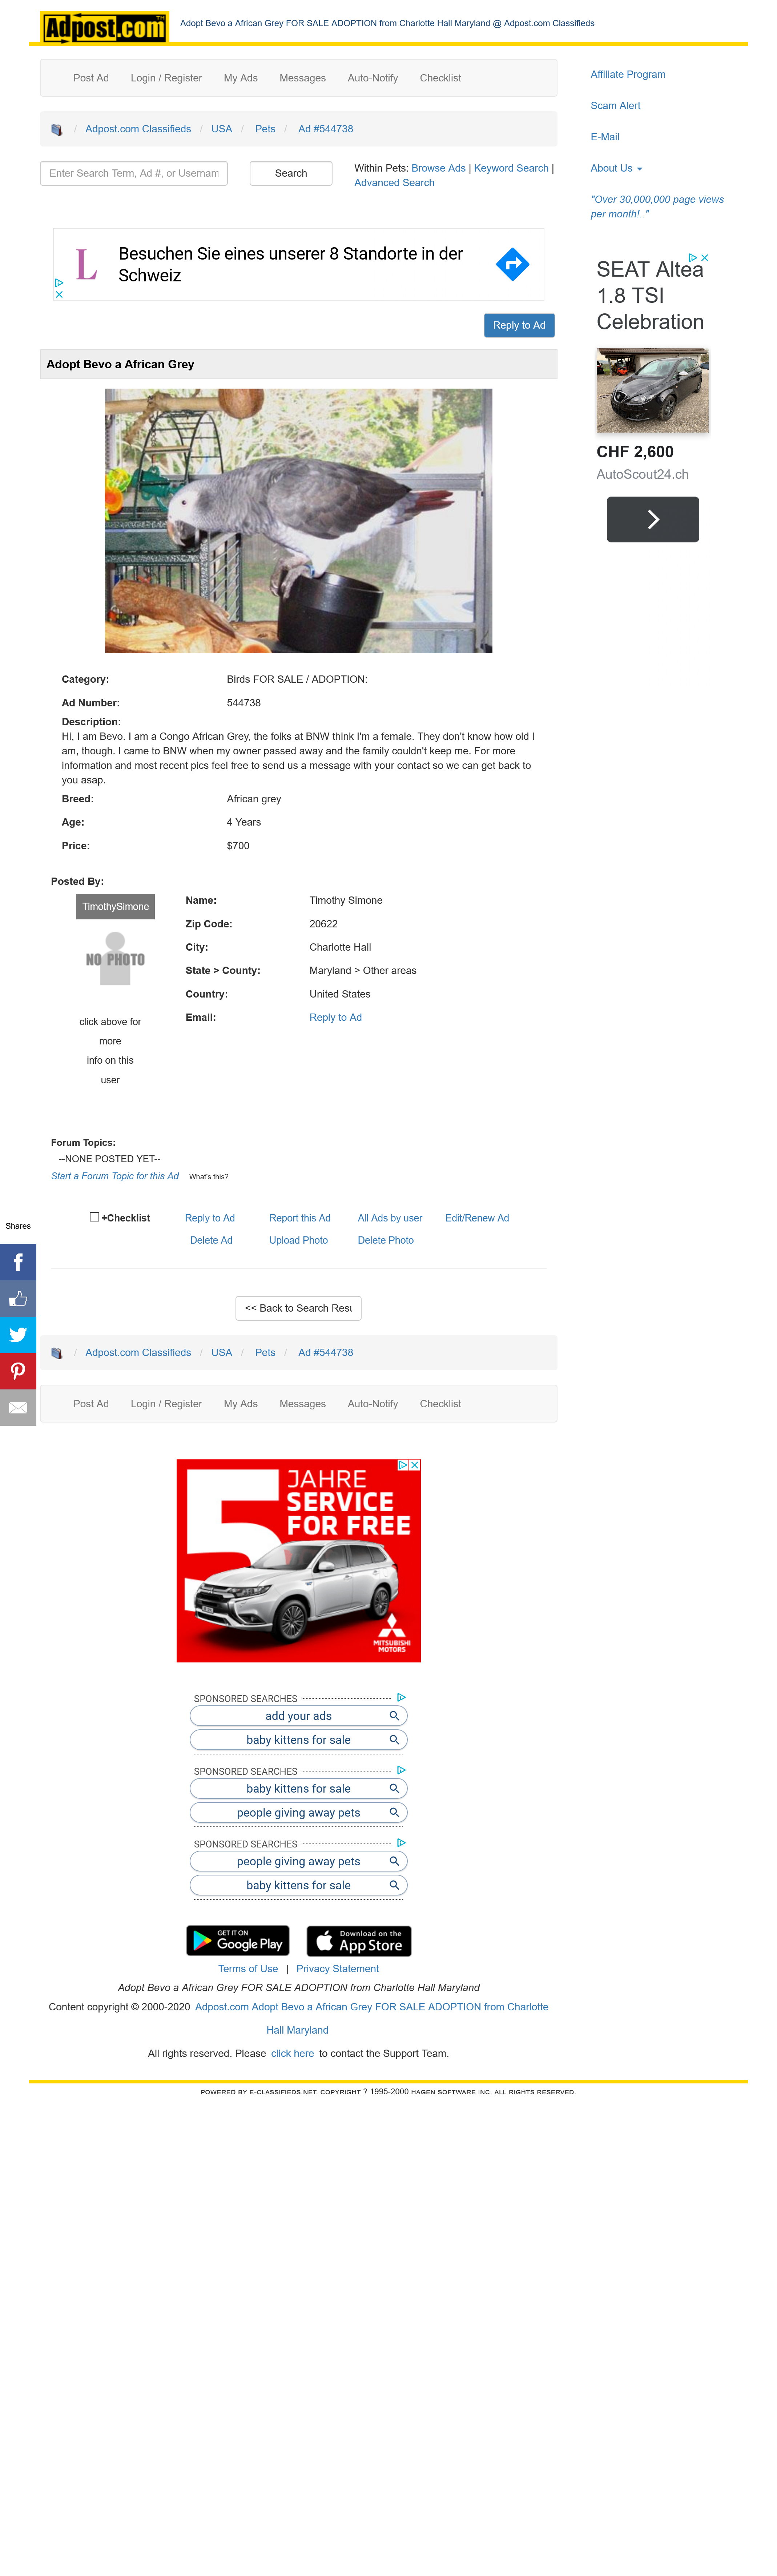 Adpost.com TM
Adopt Bevo a African Grey FOR SALE ADOPTION from Charlotte Hall Maryland @ Adpost.com Classifieds
Post Ad Login / Register My Ads Messages Auto-Notify Checklist
Affiliate Program
Scam Alert
E-Mail
About Us
"Over 30,000,000 page views
per month!.."
/ Adpost.com Classifieds / USA / Pets / Ad #544738
Enter Search Term, Ad #, or Usernam
Search
Within Pets: Browse Ads | Keyword Search |
Advanced Search
L
Besuchen Sie eines unserer 8 Standorte in der
Schweiz
SEAT Altea
1.8 TSI
Celebration
CHF 2,600
AutoScout24.ch
Reply to Ad
Adopt Bevo a African Grey
Category: Birds FOR SALE / ADOPTION:
Ad Number: 544738
Description:
Hi, I am Bevo. I am a Congo African Grey, the folks at BNW think I'm a female. They don't know how old I
am, though. I came to BNW when my owner passed away and the family couldn't keep me. For more
information and most recent pics feel free to send us a message with your contact so we can get back to
you asap.
Breed: African grey
Age: 4 Years
Price: $700
Posted By:
TimothySimone
NO PHOTO
click above for
more
info on this
user
Name: Timothy Simone
Zip Code: 20622
City: Charlotte Hall
State > County: Maryland > Other areas
Country: United States
Email: Reply to Ad
Forum Topics:
--NONE POSTED YET--
Start a Forum Topic for this Ad What's this?
+Checklist Reply to Ad Report this Ad All Ads by user Edit/Renew Ad
Delete Ad Upload Photo Delete Photo
Shares
<< Back to Search Resu
/ Adpost.com Classifieds / USA / Pets / Ad #544738
Post Ad Login / Register My Ads Messages Auto-Notify Checklist
5 JAHRE
SERVICE
FOR FREE
MITSUBISHI
MOTORS
SPONSORED SEARCHES
add your ads
baby kittens for sale
SPONSORED SEARCHES
baby kittens for sale
people giving away pets
SPONSORED SEARCHES
people giving away pets
baby kittens for sale
GET IT ON
Google Play
Download on the
App Store
Terms of Use | Privacy Statement
Adopt Bevo a African Grey FOR SALE ADOPTION from Charlotte Hall Maryland
Content copyright © 2000-2020 Adpost.com Adopt Bevo a African Grey FOR SALE ADOPTION from Charlotte
Hall Maryland
All rights reserved. Please click here to contact the Support Team.
POWERED BY E-CLASSIFIEDS.NET. COPYRIGHT ? 1995-2000 HAGEN SOFTWARE INC. ALL RIGHTS RESERVED.